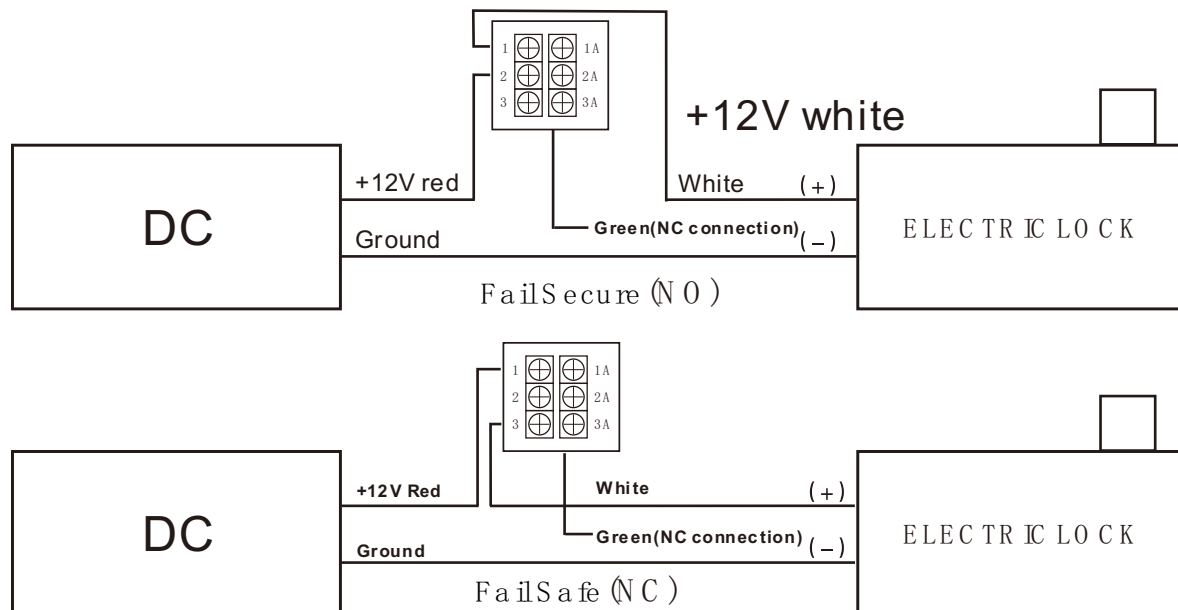 1 1A
2 2A
3 3A
+12V white
+12V red
White (+)
DC
Green(NC connection) (-)
ELECTRIC LOCK
Ground
FailSecure(NO)
1 1A
2 2A
3 3A
+12V Red
White (+)
DC
Green(NC connection) (-)
ELECTRIC LOCK
Ground
FailSafe(NC)